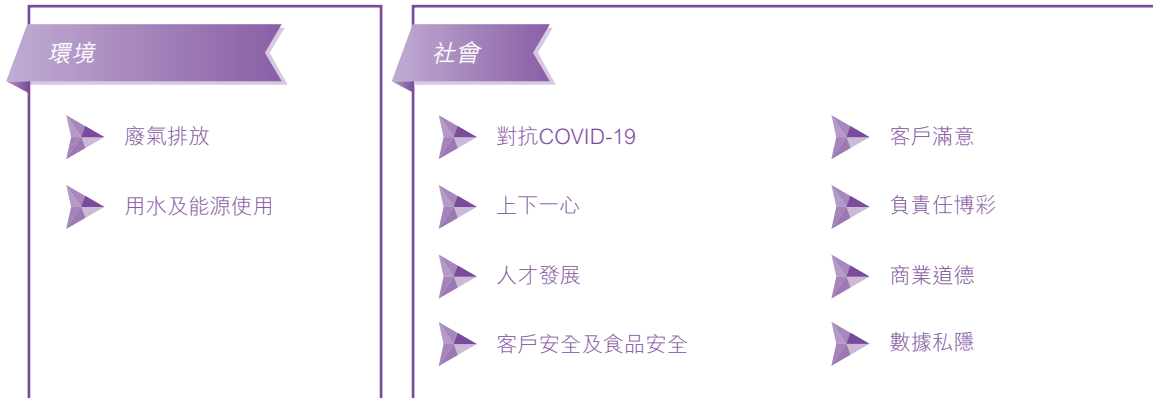 環境
廢氣排放
用水及能源使用
社會
對抗COVID-19
上下一心
人才發展
客戶安全及食品安全
客戶滿意
負責任博彩
商業道德
數據私隱